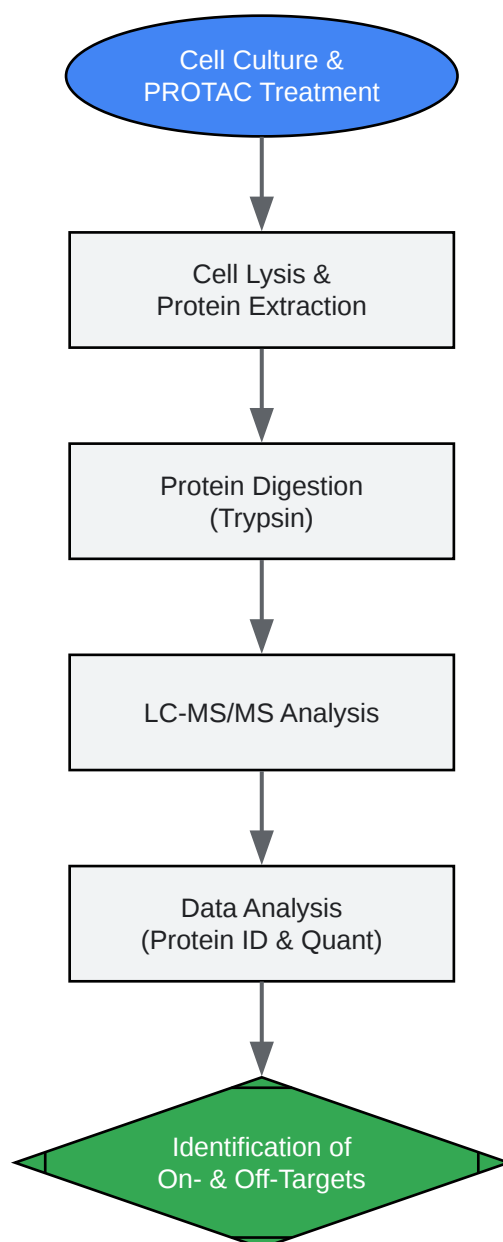 Cell Culture &
PROTAC Treatment
Cell Lysis &
Protein Extraction
Protein Digestion
(Trypsin)
LC-MS/MS Analysis
Data Analysis
(Protein ID & Quant)
Identification of
On- & Off-Targets